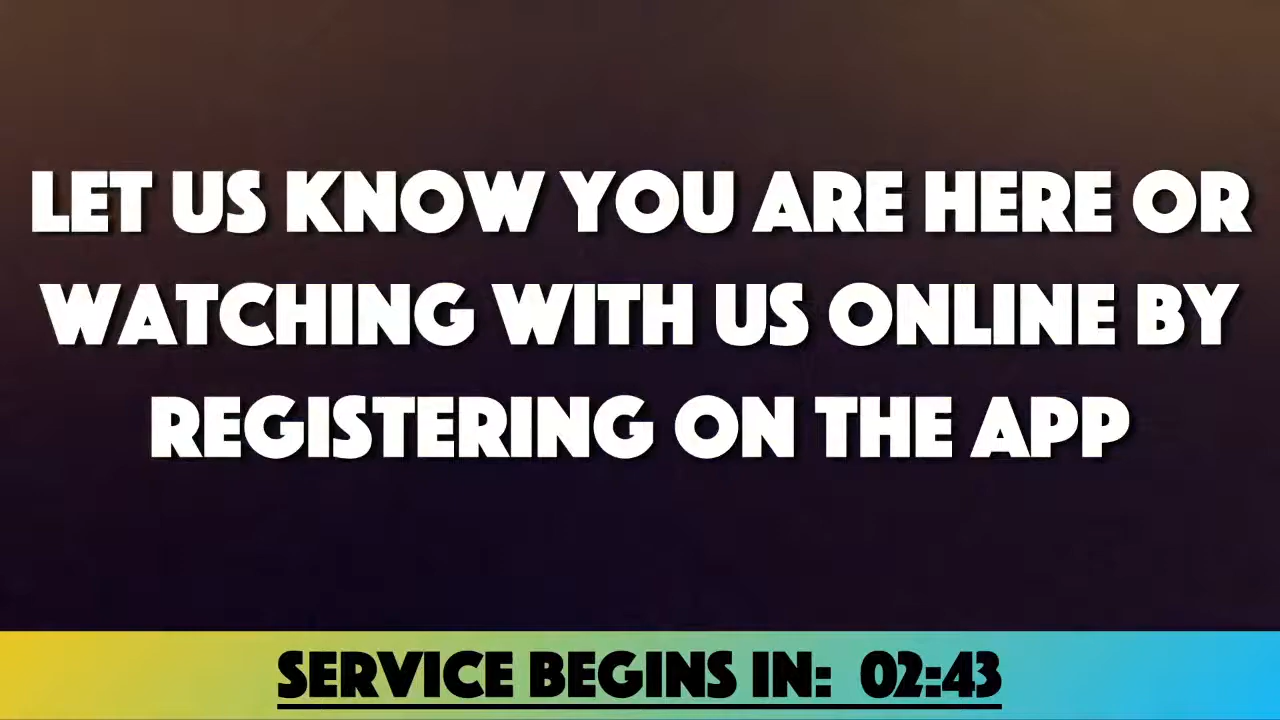 LET US KNOW YOU ARE HERE OR
WATCHING WITH US ONLINE BY
REGISTERING ON THE APP
SERVICE BEGINS IN: 02:43